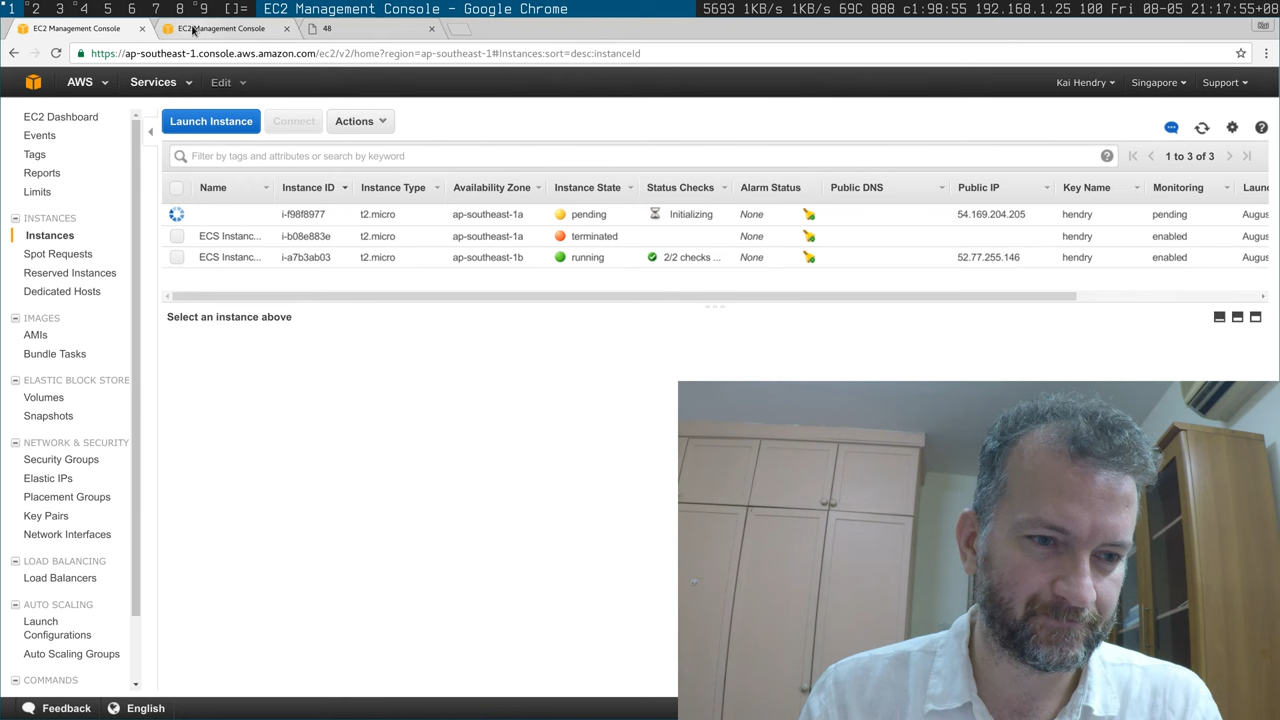 1 2 3 4 5 6 7 8 9 []= EC2 Management Console - Google Chrome 5693 1KB/s 1KB/s 69C 888 c1:98:55 192.168.1.25 100 Fri 08-05 21:17:55+08:00
EC2 Management Console × EC2 Management Console × 48 × Kai
https://ap-southeast-1.console.aws.amazon.com/ec2/v2/home?region=ap-southeast-1#Instances:sort=desc:instanceId
AWS Services Edit Kai Hendry Singapore Support
EC2 Dashboard
Events
Tags
Reports
Limits
INSTANCES
Instances
Spot Requests
Reserved Instances
Dedicated Hosts
IMAGES
AMIs
Bundle Tasks
ELASTIC BLOCK STORE
Volumes
Snapshots
NETWORK & SECURITY
Security Groups
Elastic IPs
Placement Groups
Key Pairs
Network Interfaces
LOAD BALANCING
Load Balancers
AUTO SCALING
Launch
Configurations
Auto Scaling Groups
COMMANDS
Launch Instance Connect Actions
Filter by tags and attributes or search by keyword 1 to 3 of 3
Name Instance ID Instance Type Availability Zone Instance State Status Checks Alarm Status Public DNS Public IP Key Name Monitoring Launc
i-f98f8977 t2.micro ap-southeast-1a pending Initializing None 54.169.204.205 hendry pending Augus
ECS Instanc... i-b08e883e t2.micro ap-southeast-1a terminated None hendry enabled Augus
ECS Instanc... i-a7b3ab03 t2.micro ap-southeast-1b running 2/2 checks ... None 52.77.255.146 hendry enabled Augus
Select an instance above
Feedback English